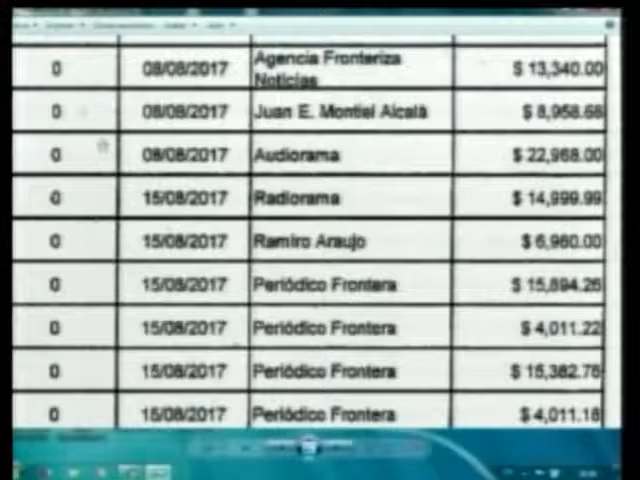 0 08/08/2017 Agencia Fronteriza Noticias $ 13,340.00
0 08/08/2017 Juan E. Montiel Alcalá $ 8,958.68
0 08/08/2017 Audiorama $ 22,968.00
0 15/08/2017 Radiorama $ 14,999.99
0 15/08/2017 Ramiro Araujo $ 6,960.00
0 15/08/2017 Periódico Frontera $ 15,894.26
0 15/08/2017 Periódico Frontera $ 4,011.22
0 15/08/2017 Periódico Frontera $ 15,382.76
0 15/08/2017 Periódico Frontera $ 4,011.18